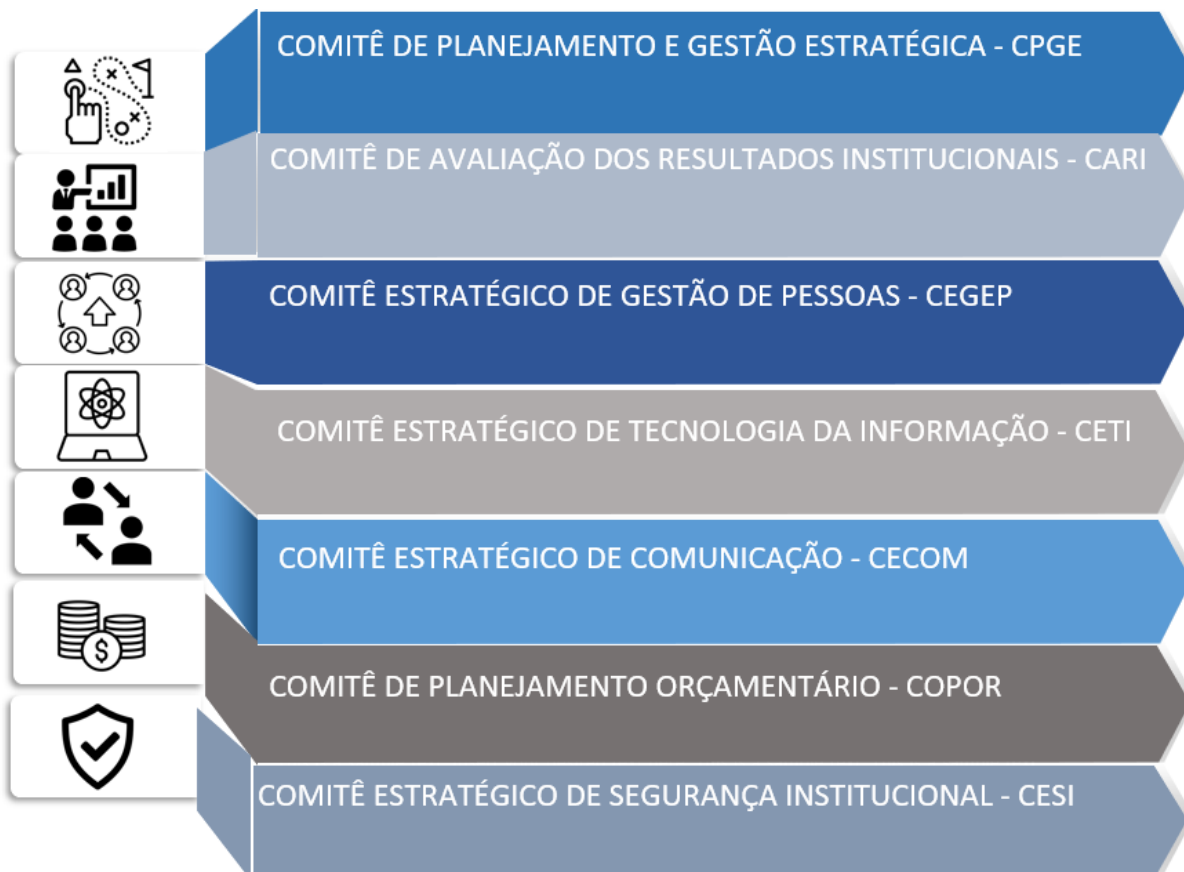 COMITÊ DE PLANEJAMENTO E GESTÃO ESTRATÉGICA - CPGE
COMITÊ DE AVALIAÇÃO DOS RESULTADOS INSTITUCIONAIS - CARI
COMITÊ ESTRATÉGICO DE GESTÃO DE PESSOAS - CEGEP
COMITÊ ESTRATÉGICO DE TECNOLOGIA DA INFORMAÇÃO - CETI
COMITÊ ESTRATÉGICO DE COMUNICAÇÃO - CECOM
$
COMITÊ DE PLANEJAMENTO ORÇAMENTÁRIO - COPOR
COMITÊ ESTRATÉGICO DE SEGURANÇA INSTITUCIONAL - CESI